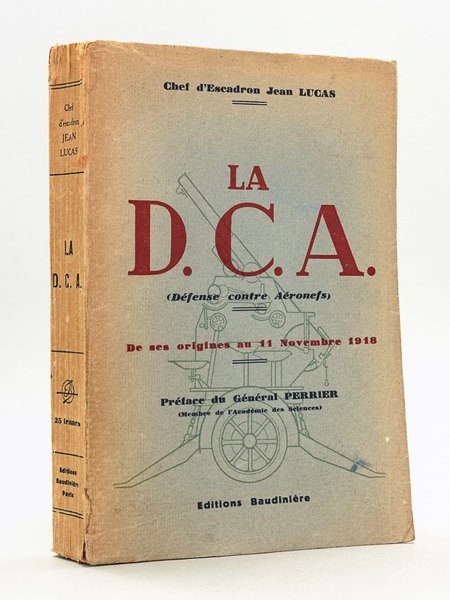 Chef d'Escadron Jean LUCAS
LA
D. C. A.
(Défense contre Aéronefs)
De ses origines au 11 Novembre 1918
Préface du Général PERRIER
(Membre de l'Académie des Sciences)
Editions Baudinière
Chef
d'escadron
JEAN
LUCAS
LA
D. C. A.
25 francs
Editions
Baudinière
Paris